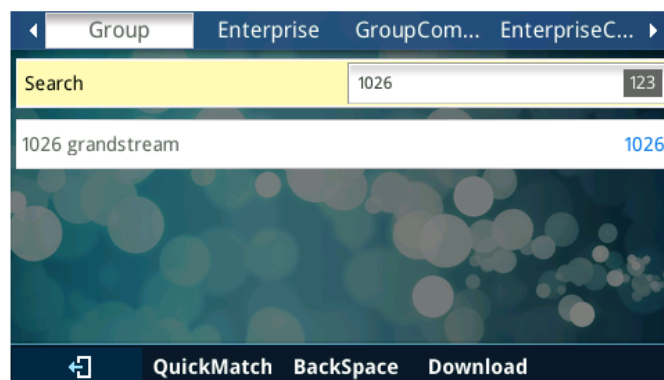 Group Enterprise GroupCom... EnterpriseC...
Search 1026 123
1026 grandstream 1026
QuickMatch BackSpace Download